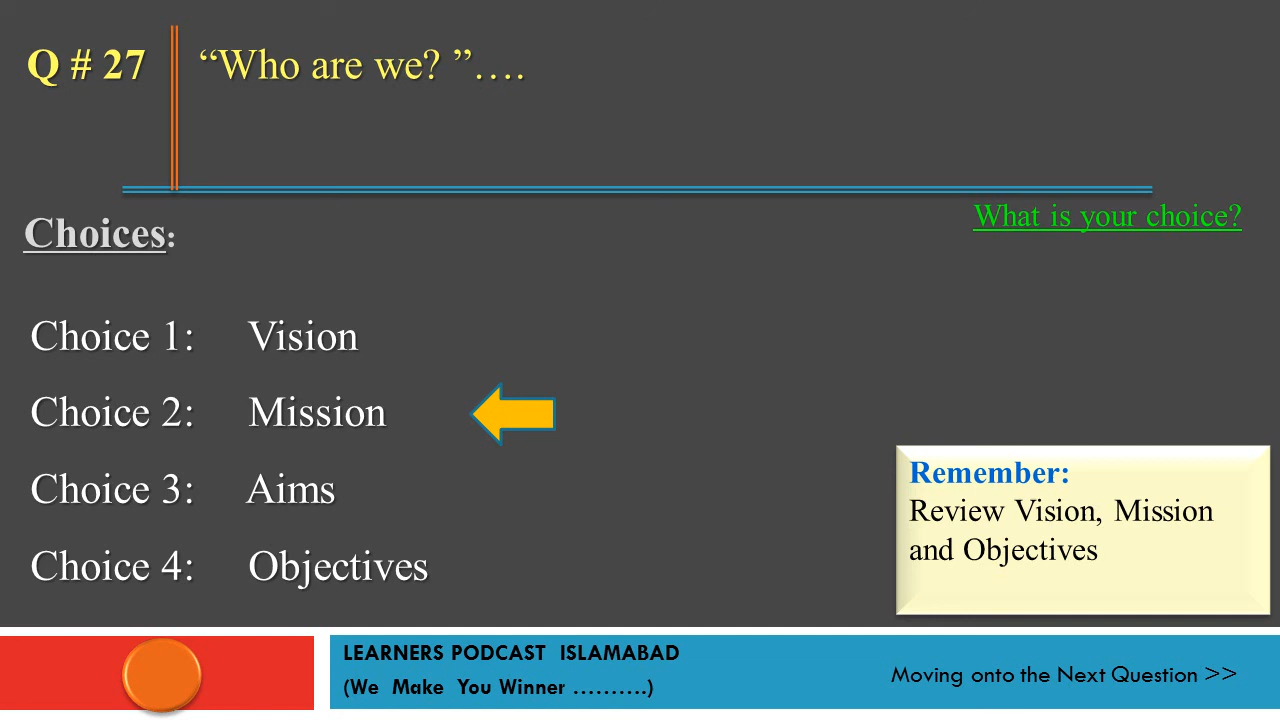 Q # 27 “Who are we? ”….
What is your choice?
Choices:
Choice 1: Vision
Choice 2: Mission
Choice 3: Aims
Choice 4: Objectives
Remember:
Review Vision, Mission
and Objectives
LEARNERS PODCAST ISLAMABAD
(We Make You Winner ……….)
Moving onto the Next Question >>